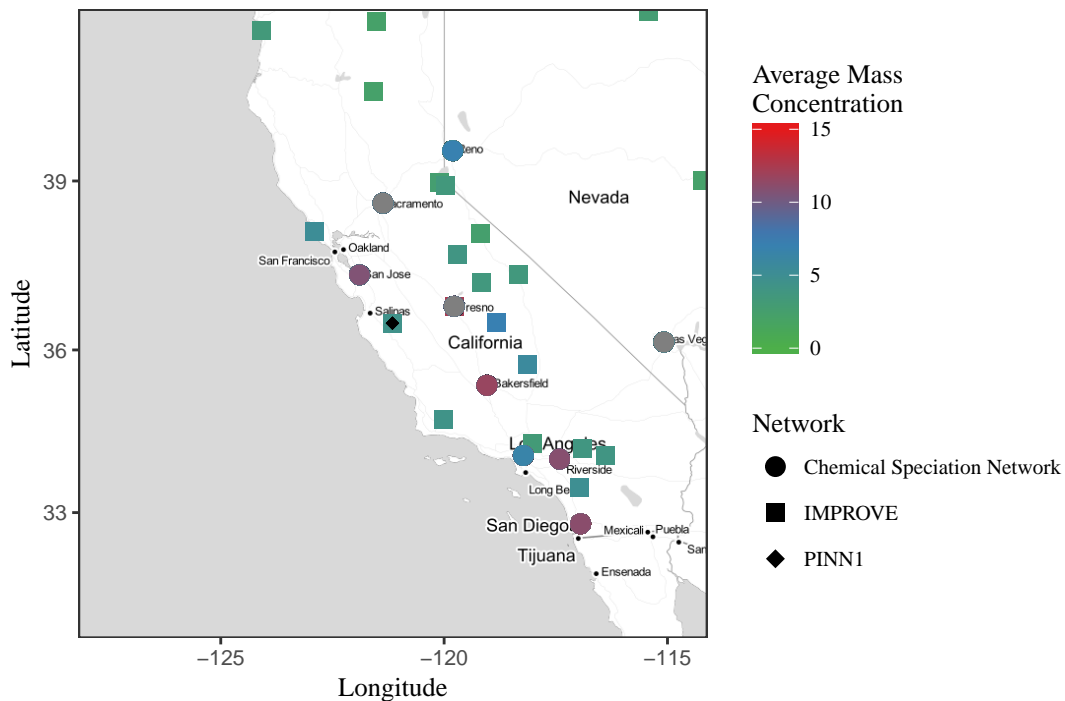 Average Mass
Concentration
15
10
5
0
Network
Chemical Speciation Network
IMPROVE
PINN1
Latitude
39
36
33
Nevada
Oakland
San Francisco
San Jose
Salinas
California
Bakersfield
Los Angeles
Riverside
San Diego
Mexicali
Puebla
Tijuana
Ensenada
−125
−120
−115
Longitude